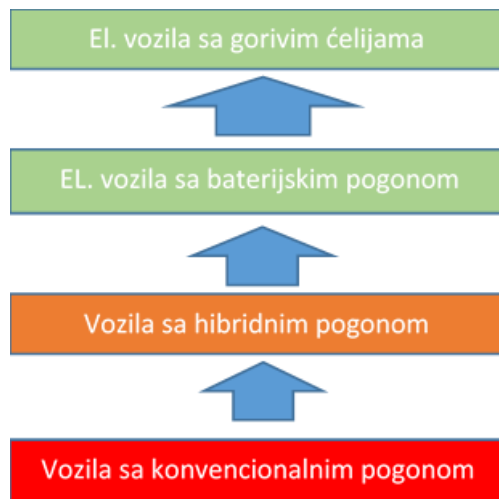 El. vozila sa gorivim ćelijama
EL. vozila sa baterijskim pogonom
Vozila sa hibridnim pogonom
Vozila sa konvencionalnim pogonom